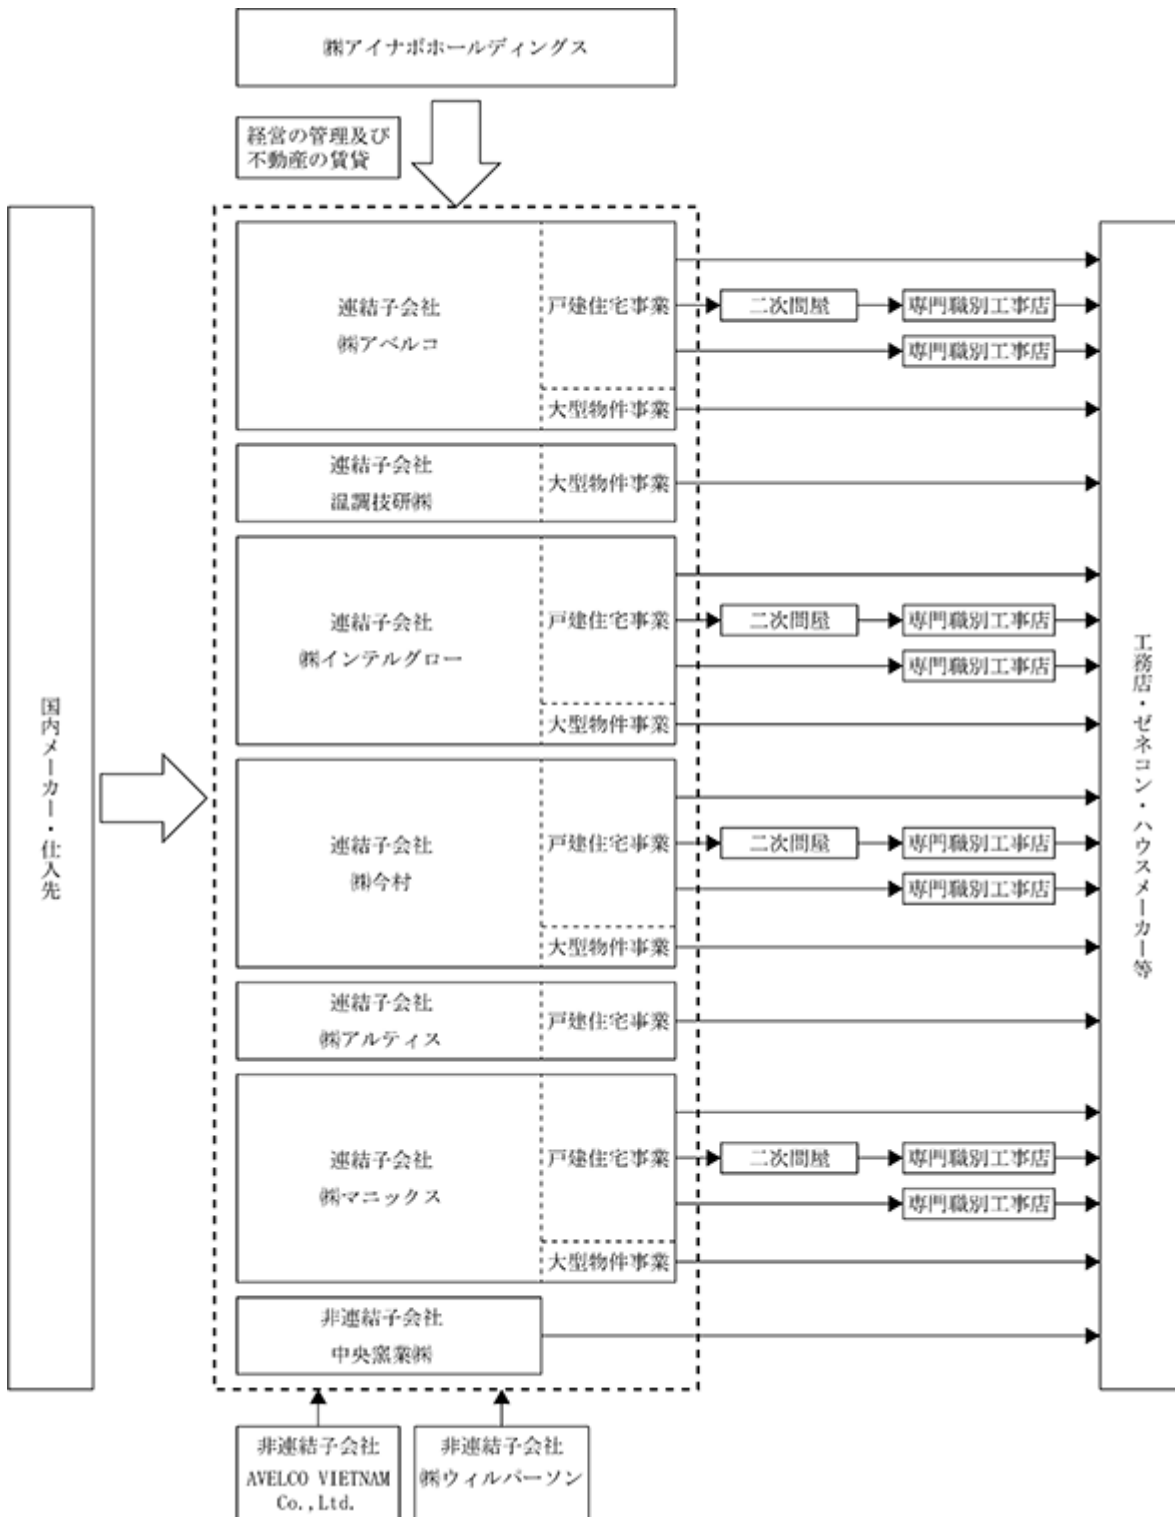 ㈱アイナボホールディングス
経営の管理及び
不動産の賃貸
国内メーカー・仕入先
連結子会社
㈱アベルコ
戸建住宅事業
二次問屋
専門職別工事店
専門職別工事店
大型物件事業
連結子会社
温調技研㈱
大型物件事業
連結子会社
㈱インテルグロー
戸建住宅事業
二次問屋
専門職別工事店
専門職別工事店
大型物件事業
連結子会社
㈱今村
戸建住宅事業
二次問屋
専門職別工事店
専門職別工事店
大型物件事業
連結子会社
㈱アルティス
戸建住宅事業
連結子会社
㈱マニックス
戸建住宅事業
二次問屋
専門職別工事店
専門職別工事店
大型物件事業
非連結子会社
中央窯業㈱
工務店・ゼネコン・ハウスメーカー等
非連結子会社
AVELCO VIETNAM
Co.,Ltd.
非連結子会社
㈱ウィルパーソン